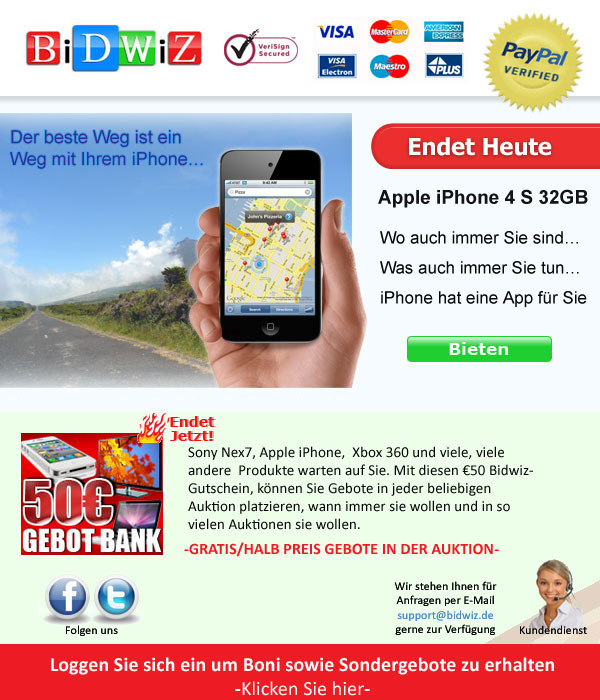 BiDWiZ
VeriSign
Secured
VISA
MasterCard
AMERICAN
EXPRESS
VISA
Electron
Maestro
PLUS
PayPal
VERIFIED
Der beste Weg ist ein
Weg mit Ihrem iPhone...
AT&T 9:42 AM
Pizza
John's Pizzeria
Google
Search Directions
Endet Heute
Apple iPhone 4 S 32GB
Wo auch immer Sie sind...
Was auch immer Sie tun...
iPhone hat eine App für Sie
Bieten
Endet
Jetzt!
50€
GEBOT BANK
Sony Nex7, Apple iPhone, Xbox 360 und viele, viele
andere Produkte warten auf Sie. Mit diesen €50 Bidwiz-
Gutschein, können Sie Gebote in jeder beliebigen
Auktion platzieren, wann immer sie wollen und in so
vielen Auktionen sie wollen.
-GRATIS/HALB PREIS GEBOTE IN DER AUKTION-
Folgen uns
Wir stehen Ihnen für
Anfragen per E-Mail
support@bidwiz.de
gerne zur Verfügung
Kundendienst
Loggen Sie sich ein um Boni sowie Sondergebote zu erhalten
-Klicken Sie hier-